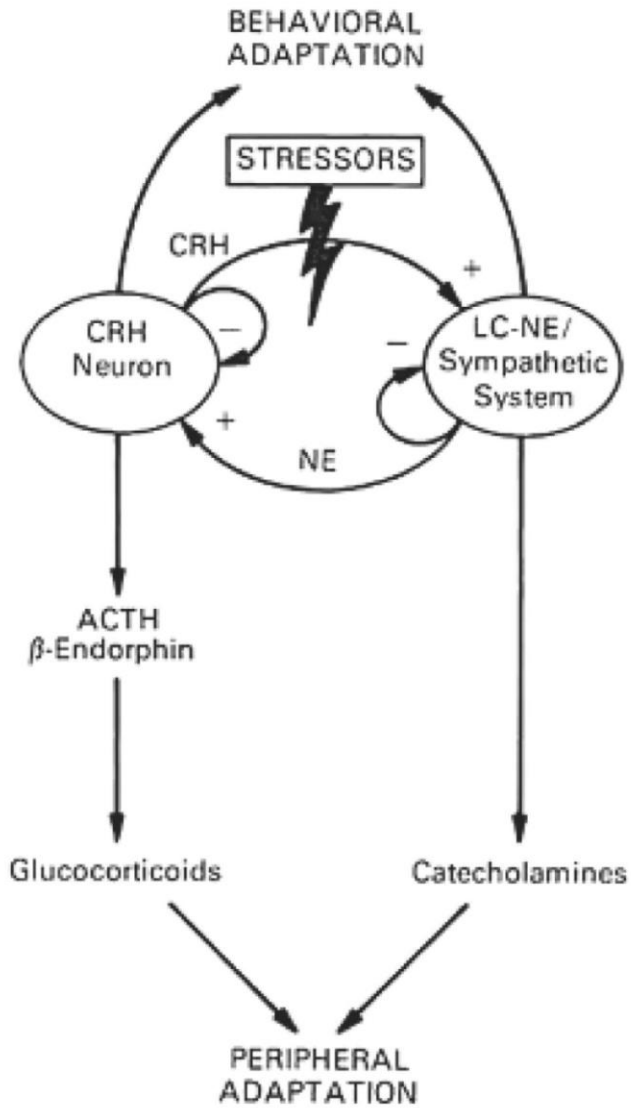 BEHAVIORAL
ADAPTATION
STRESSORS
CRH
+
CRH
Neuron
−
−
LC-NE/
Sympathetic
System
+
NE
ACTH
β-Endorphin
Glucocorticoids
Catecholamines
PERIPHERAL
ADAPTATION